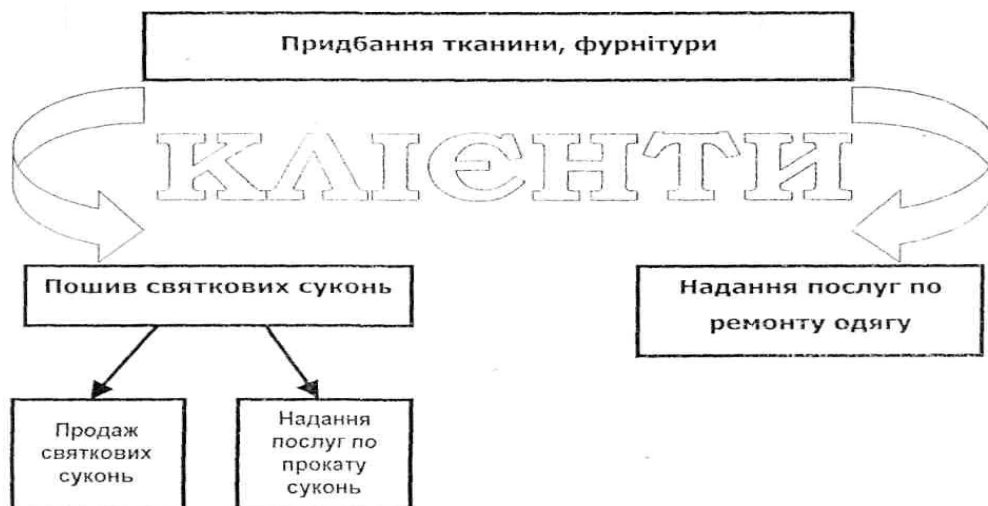 Придбання тканини, фурнітури
КЛІЄНТИ
Пошив святкових суконь
Надання послуг по
ремонту одягу
Продаж
святкових
суконь
Надання
послуг по
прокату
суконь